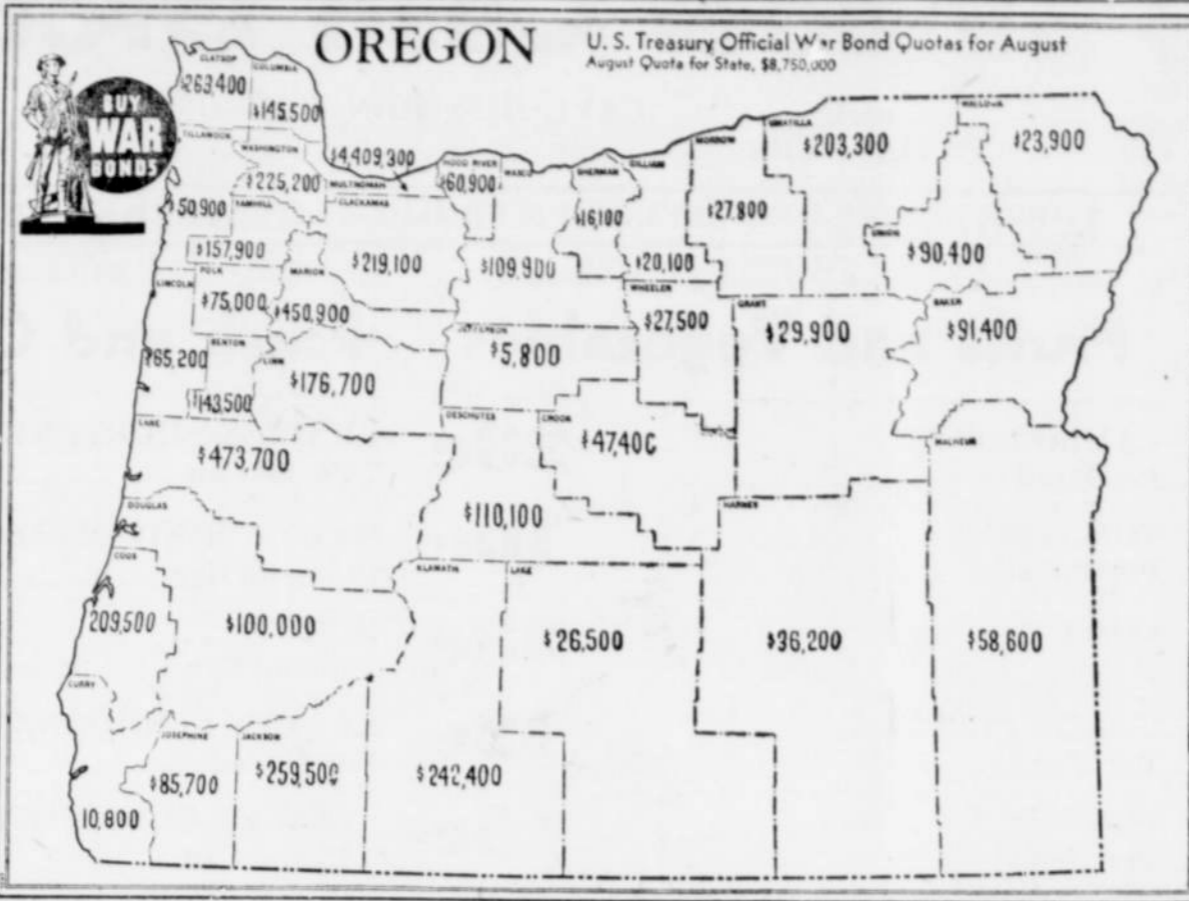 OREGON
U. S. Treasury Official War Bond Quotas for August
August Quota for State, $8,750,000
BUY
WAR
BONDS
CLATSOP
$263,400
COLUMBIA
$145,500
TILLAMOOK
$50,900
WASHINGTON
$225,200
$4,409,300
MULTNOMAH
HOOD RIVER
$60,900
WASCO
$109,900
SHERMAN
$16,100
GILLIAM
$20,100
MORROW
$27,800
UMATILLA
$203,300
WALLOWA
$23,900
YAMHILL
$157,900
CLACKAMAS
$219,100
UNION
$90,400
LINCOLN
$65,200
POLK
$75,000
MARION
$450,900
JEFFERSON
$5,800
WHEELER
$27,500
GRANT
$29,900
BAKER
$91,400
BENTON
$143,500
LINN
$176,700
LANE
$473,700
DESCHUTES
$110,100
CROOK
$4740
DOUGLAS
$100,000
COOS
209,500
KLAMATH
$242,400
LAKE
$26,500
HARNEY
$36,200
MALHEUR
$58,600
CURRY
10,800
JOSEPHINE
$85,700
JACKSON
$259,500